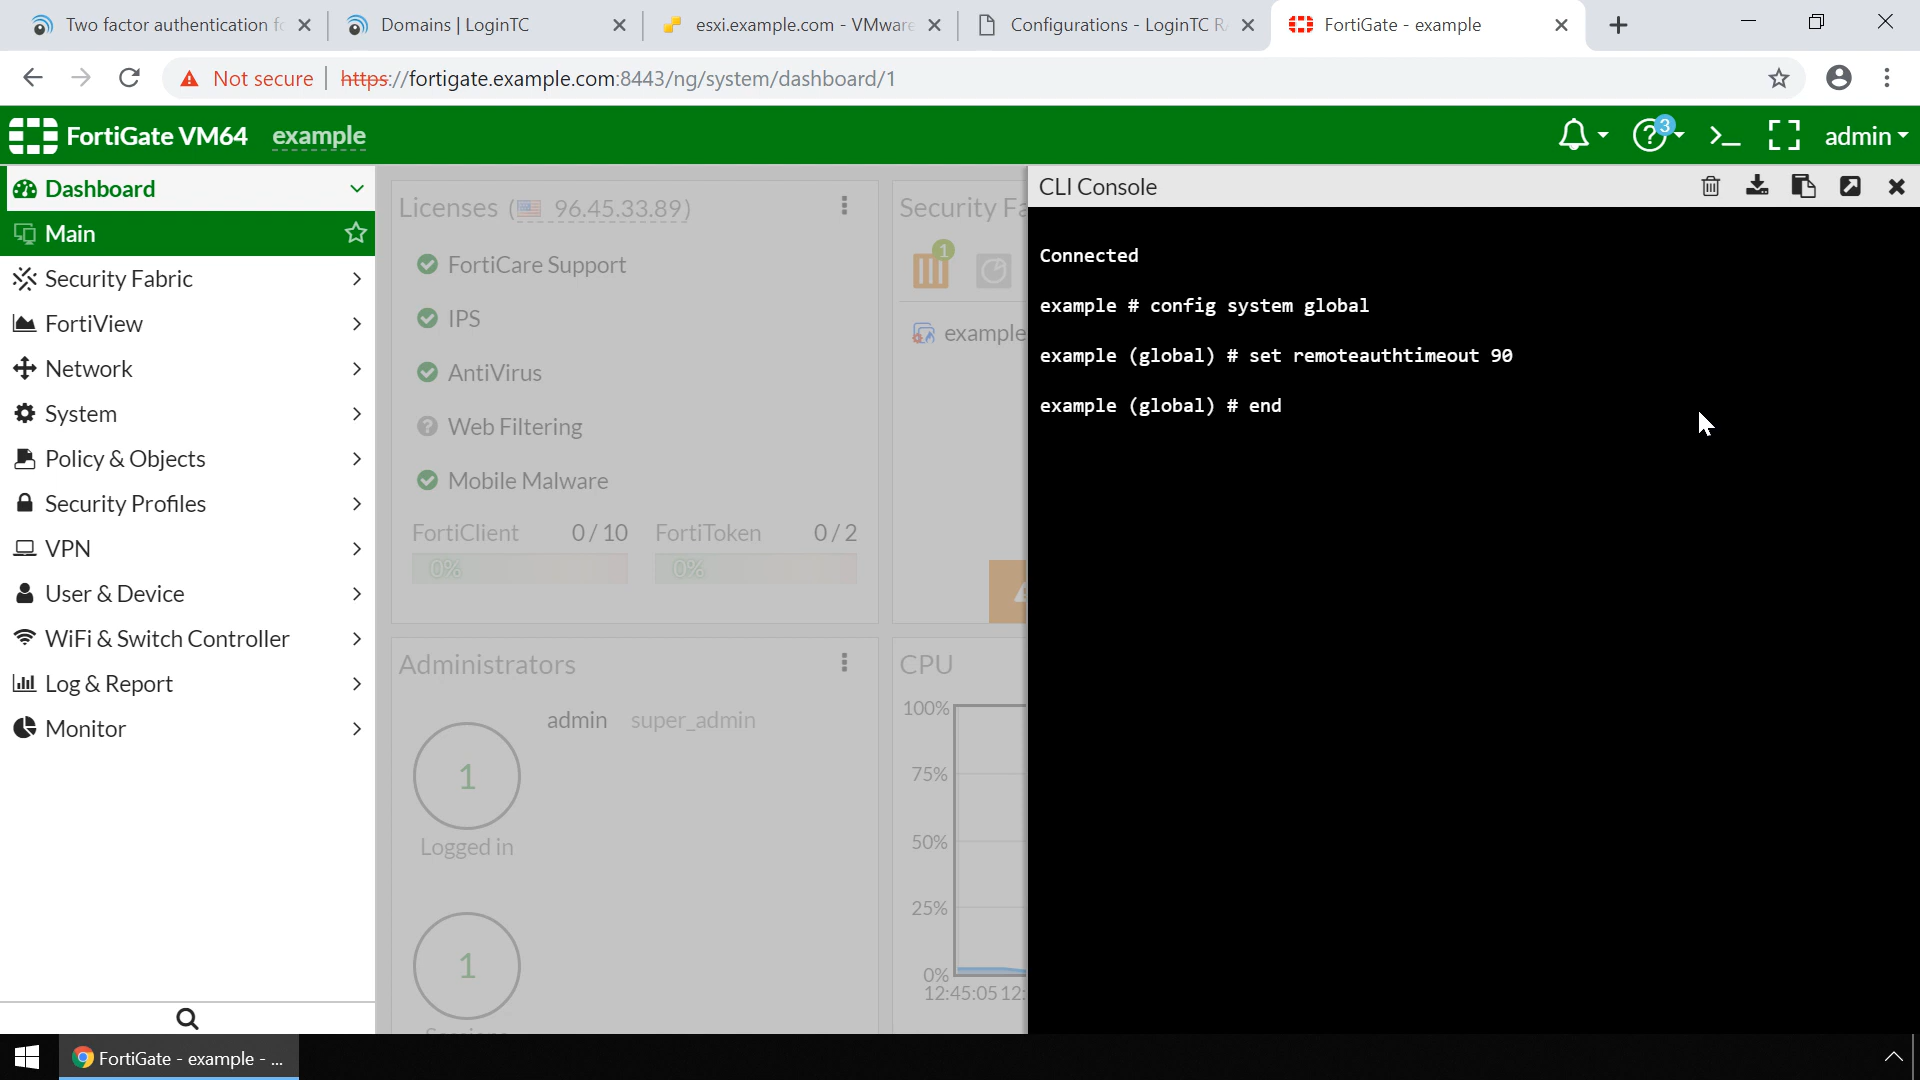 Two factor authentication f
Domains | LoginTC
esxi.example.com - VMware
Configurations - LoginTC R
FortiGate - example
Not secure
https://fortigate.example.com:8443/ng/system/dashboard/1
FortiGate VM64 example
3
admin
Dashboard
Main
Security Fabric
FortiView
Network
System
Policy & Objects
Security Profiles
VPN
User & Device
WiFi & Switch Controller
Log & Report
Monitor
Licenses (96.45.33.89)
FortiCare Support
IPS
AntiVirus
Web Filtering
Mobile Malware
FortiClient 0 / 10
0%
FortiToken 0 / 2
0%
Security Fa
1
example
Administrators
1
Logged in
admin super_admin
1
CPU
100%
75%
50%
25%
0%
12:45:05 12:
CLI Console
Connected
example # config system global
example (global) # set remoteauthtimeout 90
example (global) # end
FortiGate - example - ...